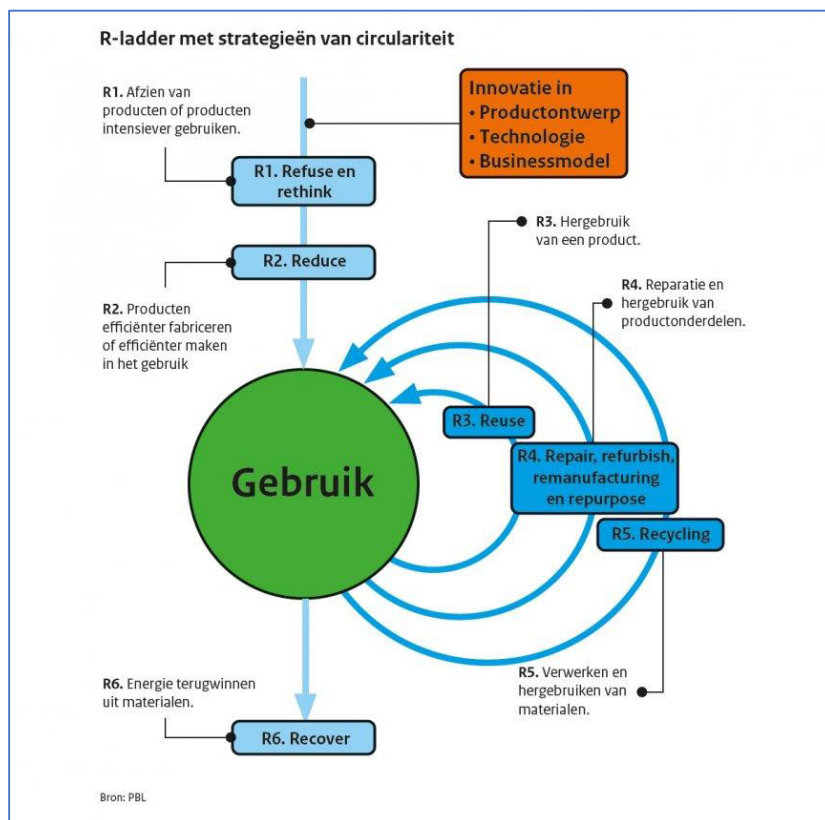 R-ladder met strategieën van circulariteit
R1. Afzien van
producten of producten
intensiever gebruiken.
Innovatie in
• Productontwerp
• Technologie
• Businessmodel
R1. Refuse en
rethink
R3. Hergebruik
van een product.
R2. Reduce
R4. Reparatie en
hergebruik van
productonderdelen.
R2. Producten
efficiënter fabriceren
of efficiënter maken
in het gebruik
R3. Reuse
R4. Repair, refurbish,
remanufacturing
en repurpose
Gebruik
R5. Recycling
R6. Energie terugwinnen
uit materialen.
R5. Verwerken en
hergebruiken van
materialen.
R6. Recover
Bron: PBL